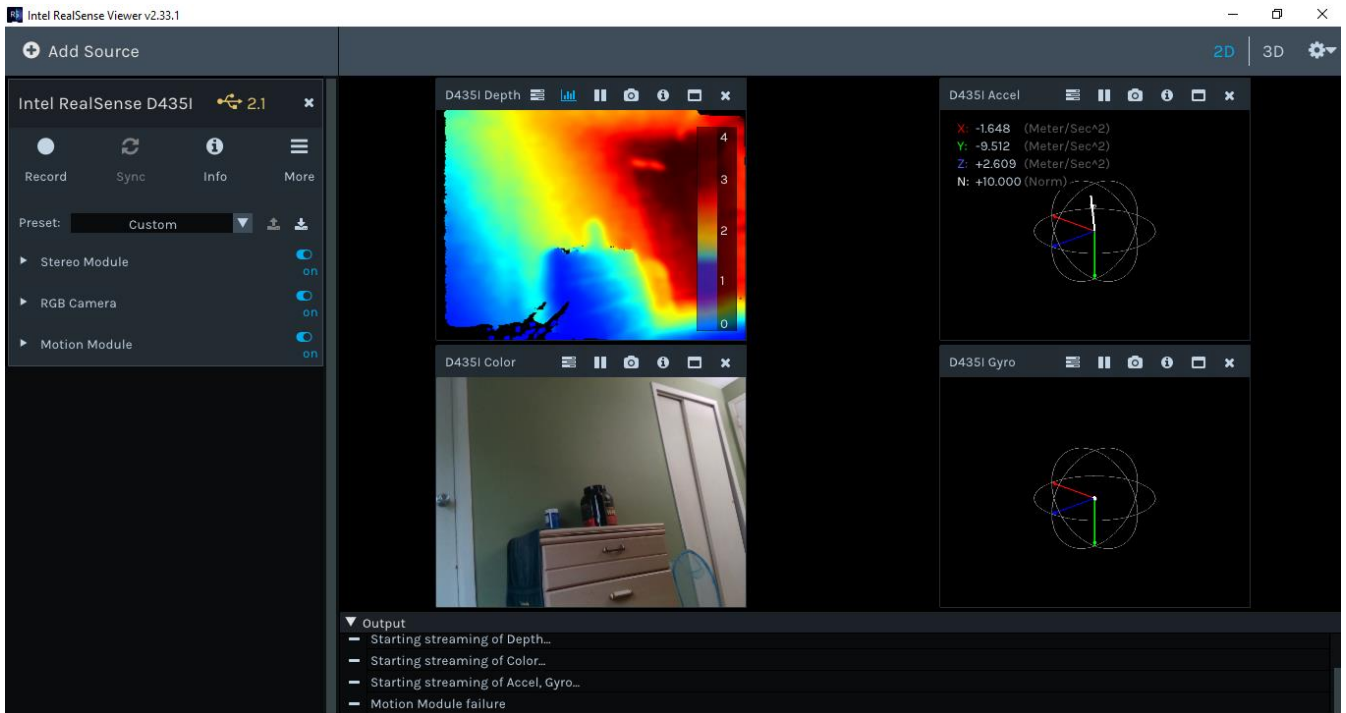 Intel RealSense Viewer v2.33.1
Add Source
2D 3D
Intel RealSense D435I 2.1
Record Sync Info More
Preset: Custom
Stereo Module on
RGB Camera on
Motion Module on
D435I Depth
4
3
2
1
0
D435I Accel
X: -1.648 (Meter/Sec^2)
Y: -9.512 (Meter/Sec^2)
Z: +2.609 (Meter/Sec^2)
N: +10.000 (Norm)
D435I Color
D435I Gyro
Output
Starting streaming of Depth...
Starting streaming of Color...
Starting streaming of Accel, Gyro...
Motion Module failure